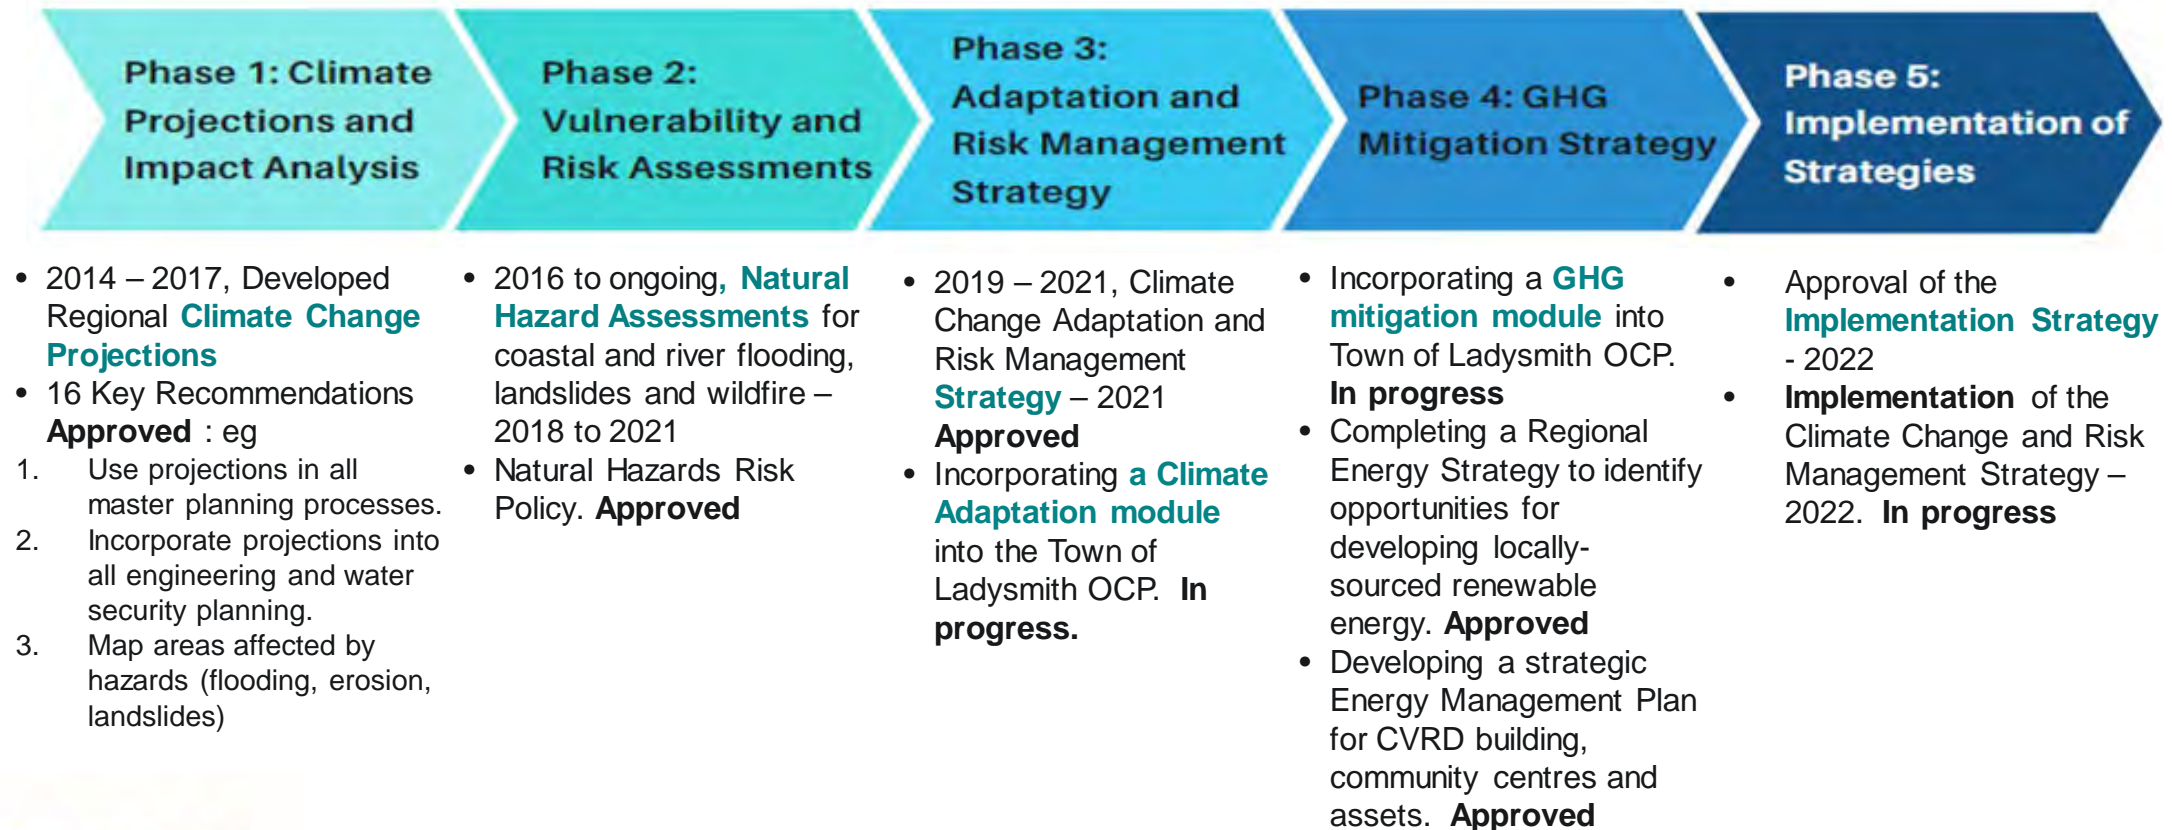 Phase 1: Climate
Projections and
Impact Analysis
Phase 2:
Vulnerability and
Risk Assessments
Phase 3:
Adaptation and
Risk Management
Strategy
Phase 4: GHG
Mitigation Strategy
Phase 5:
Implementation of
Strategies
• 2014 – 2017, Developed
Regional Climate Change
Projections
• 16 Key Recommendations
Approved : eg
1. Use projections in all
master planning processes.
2. Incorporate projections into
all engineering and water
security planning.
3. Map areas affected by
hazards (flooding, erosion,
landslides)
• 2016 to ongoing, Natural
Hazard Assessments for
coastal and river flooding,
landslides and wildfire –
2018 to 2021
• Natural Hazards Risk
Policy. Approved
• 2019 – 2021, Climate
Change Adaptation and
Risk Management
Strategy – 2021
Approved
• Incorporating a Climate
Adaptation module
into the Town of
Ladysmith OCP. In
progress.
• Incorporating a GHG
mitigation module into
Town of Ladysmith OCP.
In progress
• Completing a Regional
Energy Strategy to identify
opportunities for
developing locally-
sourced renewable
energy. Approved
• Developing a strategic
Energy Management Plan
for CVRD building,
community centres and
assets. Approved
• Approval of the
Implementation Strategy
- 2022
• Implementation of the
Climate Change and Risk
Management Strategy –
2022. In progress